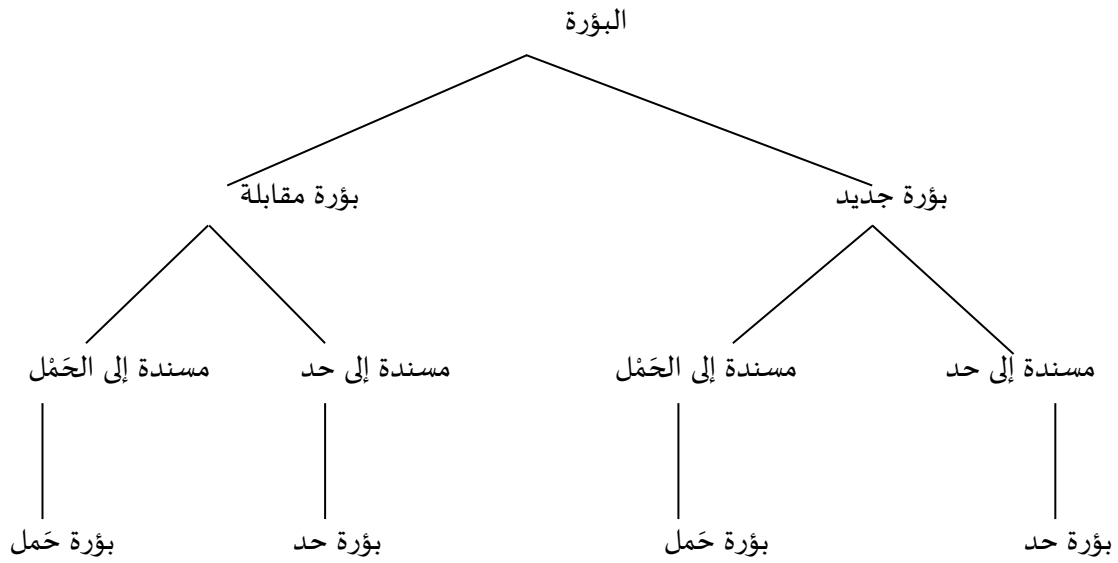 البؤرة
بؤرة جديد
بؤرة مقابلة
مسندة إلى حد
مسندة إلى الحَمْل
مسندة إلى حد
مسندة إلى الحَمْل
بؤرة حد
بؤرة حَمل
بؤرة حد
بؤرة حَمل